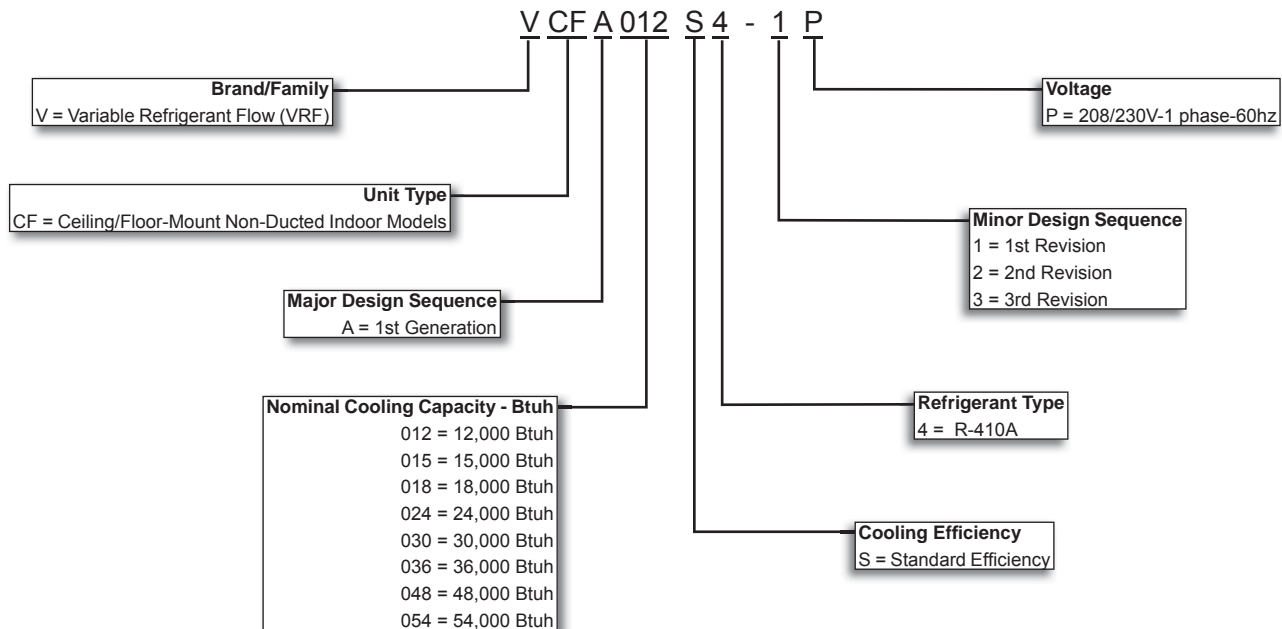 V CF A 012 S 4 - 1 P
Brand/Family
V = Variable Refrigerant Flow (VRF)
Unit Type
CF = Ceiling/Floor-Mount Non-Ducted Indoor Models
Major Design Sequence
A = 1st Generation
Nominal Cooling Capacity - Btuh
012 = 12,000 Btuh
015 = 15,000 Btuh
018 = 18,000 Btuh
024 = 24,000 Btuh
030 = 30,000 Btuh
036 = 36,000 Btuh
048 = 48,000 Btuh
054 = 54,000 Btuh
Voltage
P = 208/230V-1 phase-60hz
Minor Design Sequence
1 = 1st Revision
2 = 2nd Revision
3 = 3rd Revision
Refrigerant Type
4 = R-410A
Cooling Efficiency
S = Standard Efficiency